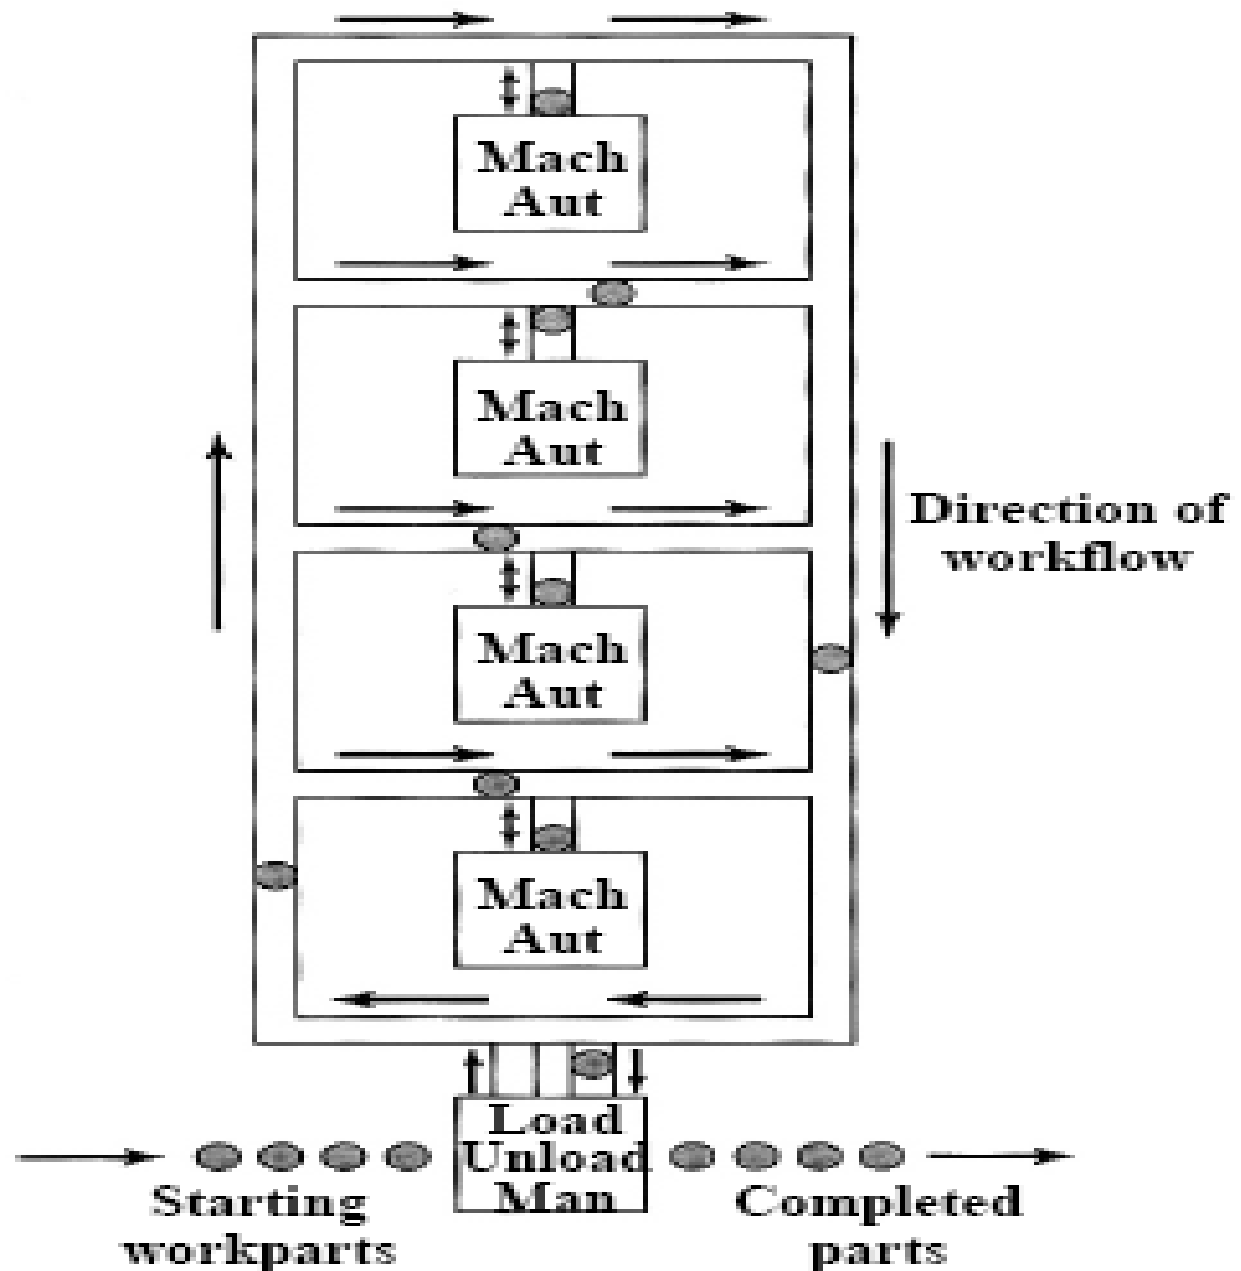 Mach
Aut
Mach
Aut
Direction of
workflow
Mach
Aut
Mach
Aut
Load
Unload
Man
Starting
workparts
Completed
parts